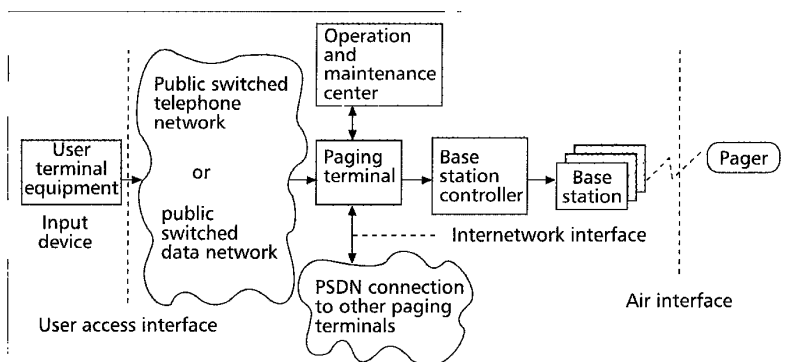 Operation
and
maintenance
center
Public switched
telephone
network
or
public
switched
data network
User
terminal
equipment
Input
device
User access interface
Paging
terminal
Base
station
controller
Base
station
Pager
Internetwork interface
PSDN connection
to other paging
terminals
Air interface